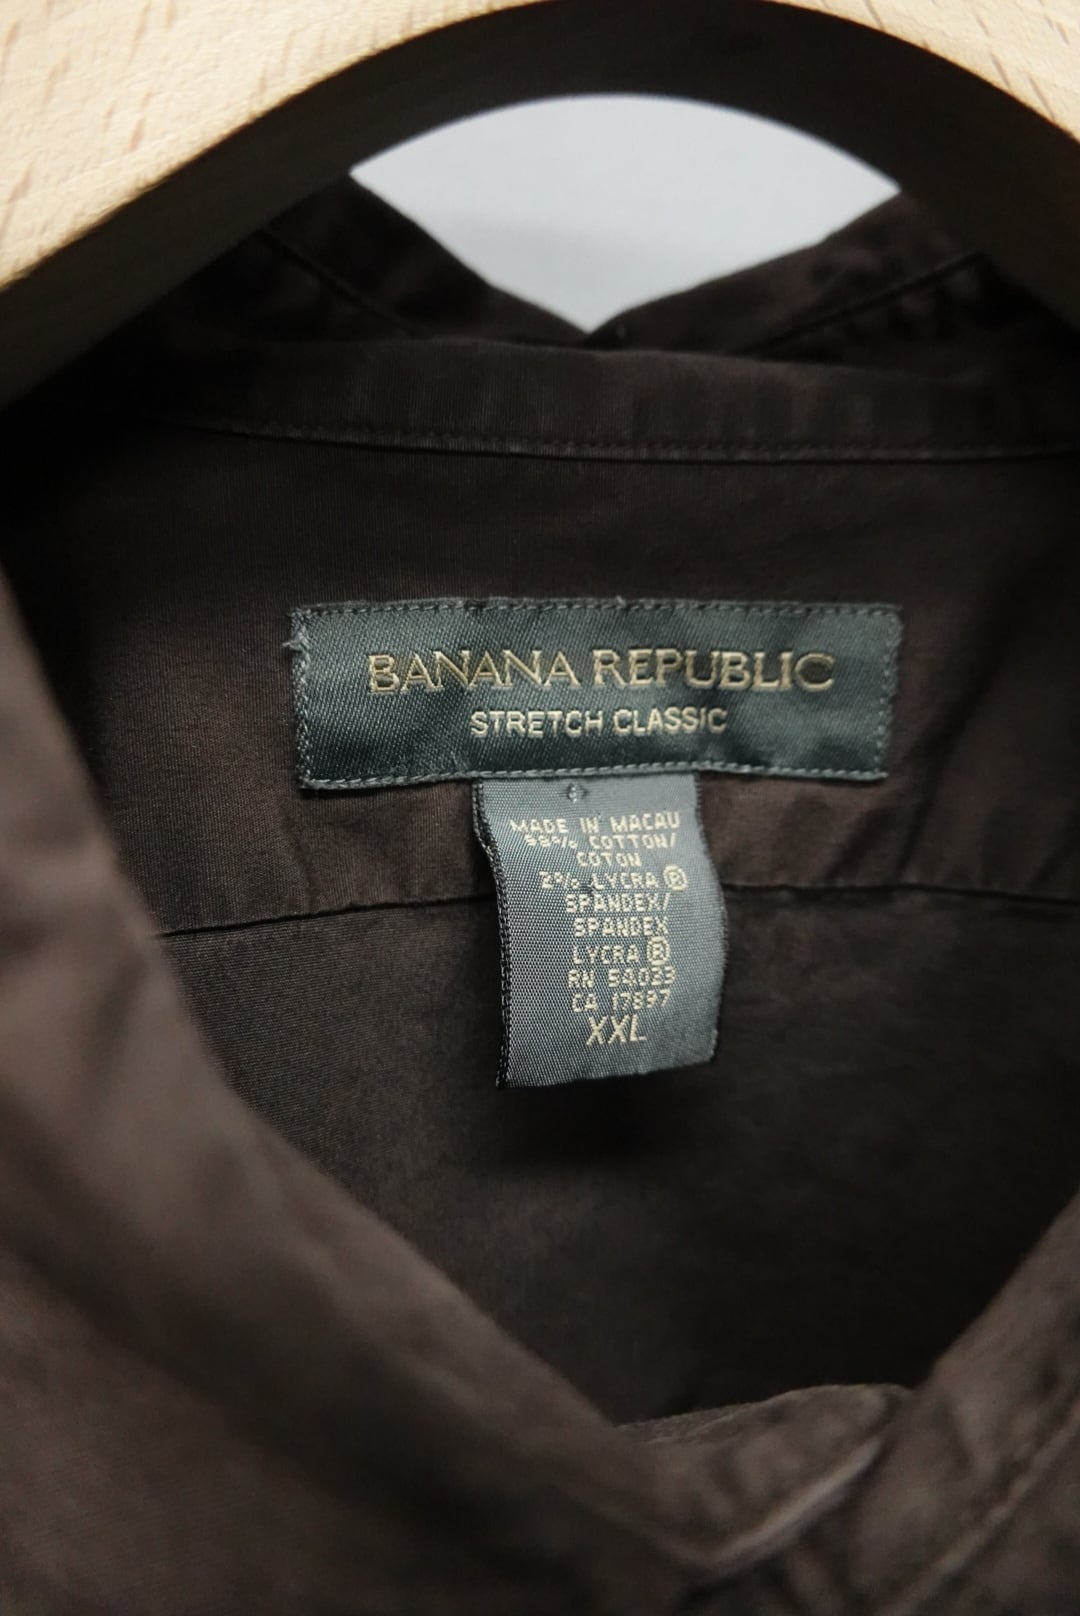 BANANA REPUBLIC
STRETCH CLASSIC
MADE IN MACAU
98% COTTON/
COTON
2% LYCRA ®
SPANDEX/
SPANDEX
LYCRA ®
RN 54023
CA 17897
XXL